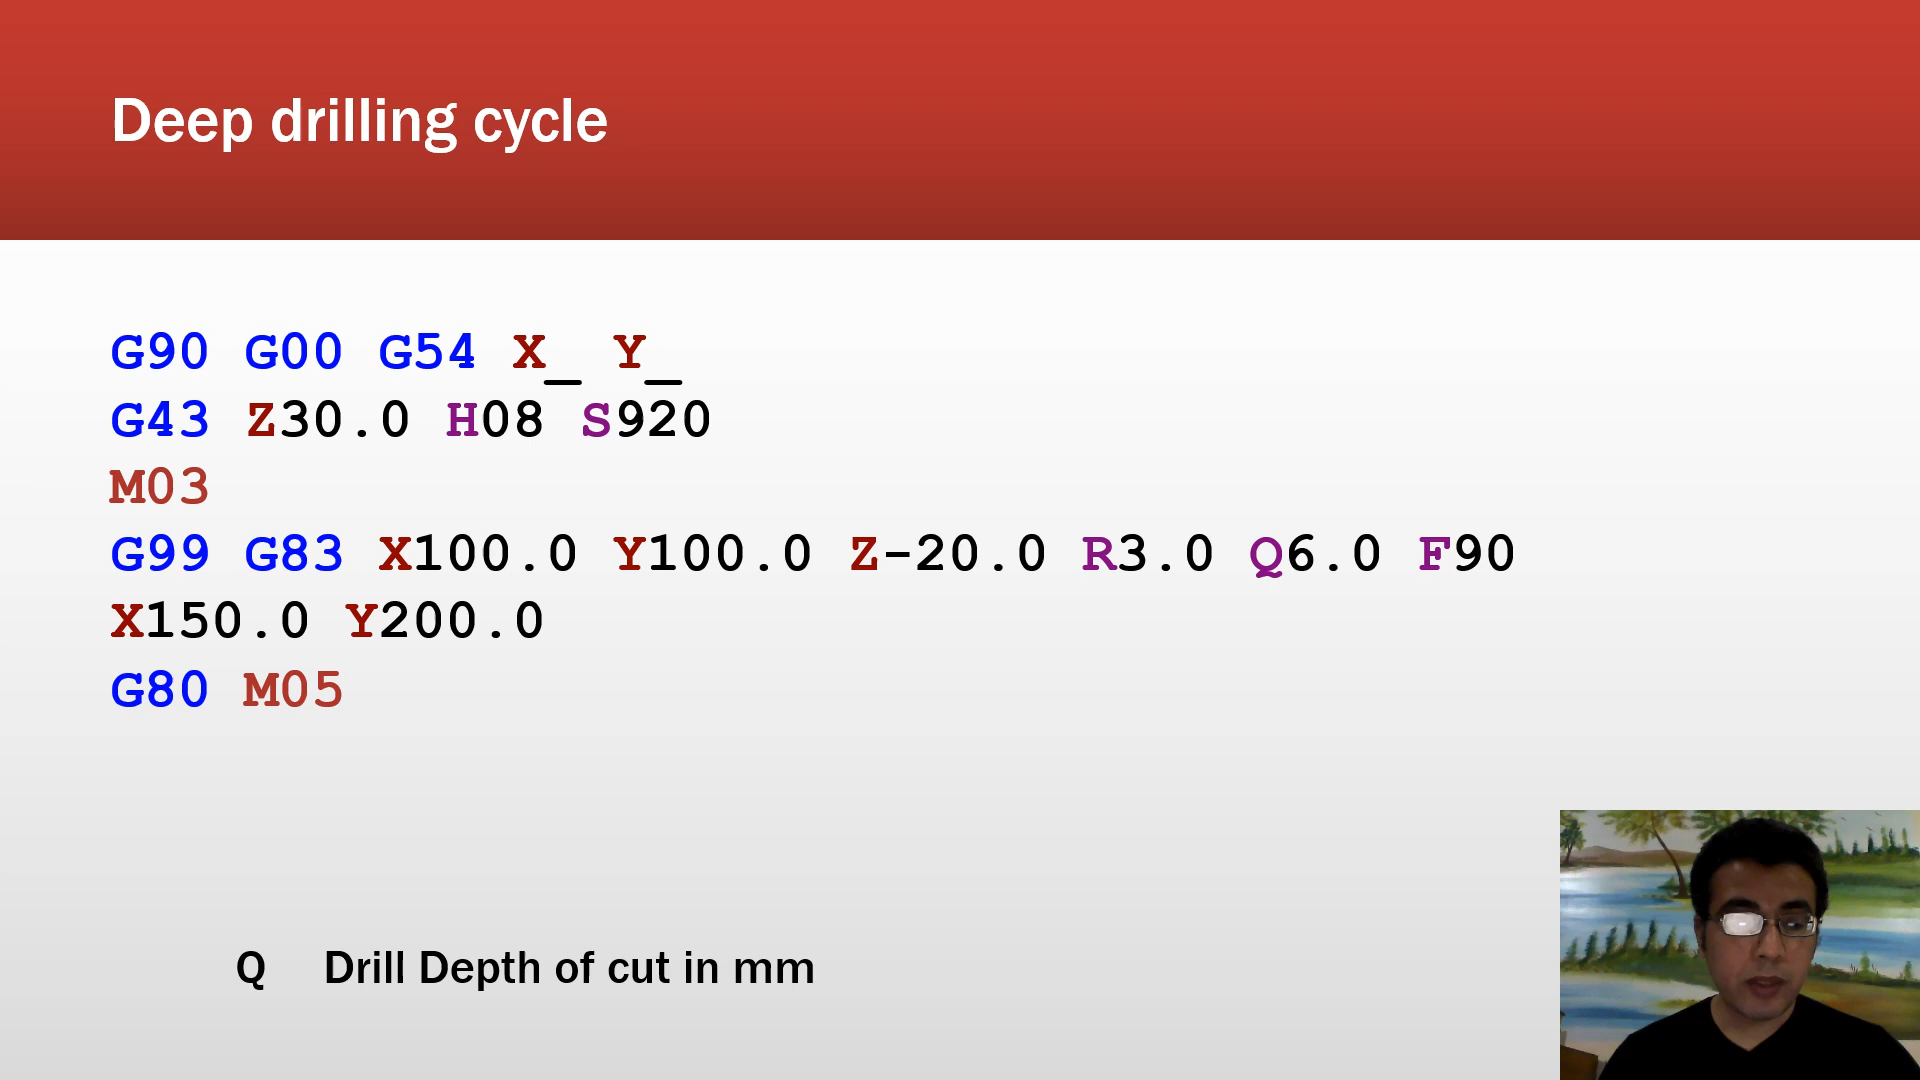 Deep drilling cycle
G90 G00 G54 X_ Y_
G43 Z30.0 H08 S920
M03
G99 G83 X100.0 Y100.0 Z-20.0 R3.0 Q6.0 F90
X150.0 Y200.0
G80 M05
Q Drill Depth of cut in mm